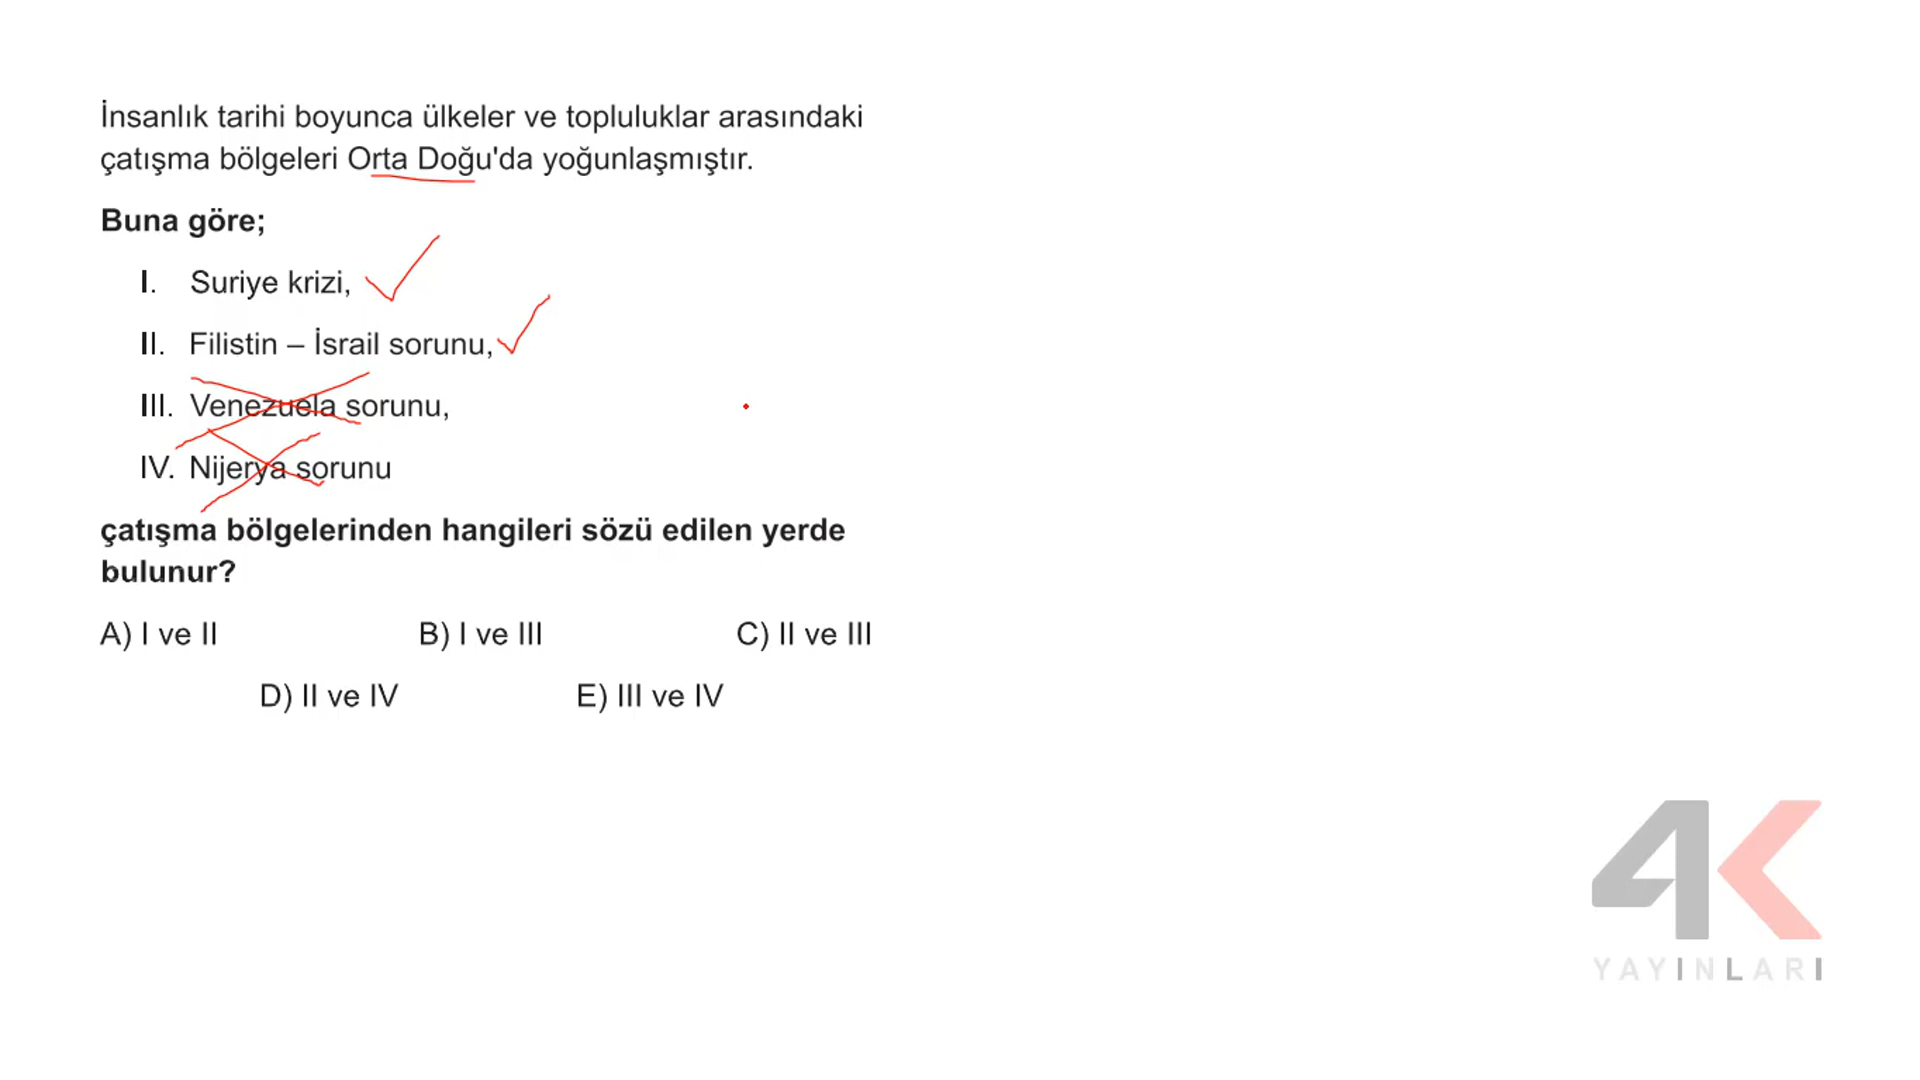 İnsanlık tarihi boyunca ülkeler ve topluluklar arasındaki
çatışma bölgeleri Orta Doğu'da yoğunlaşmıştır.
Buna göre;
I. Suriye krizi,
II. Filistin – İsrail sorunu,
III. Venezuela sorunu,
IV. Nijerya sorunu
çatışma bölgelerinden hangileri sözü edilen yerde
bulunur?
A) I ve II B) I ve III C) II ve III
D) II ve IV E) III ve IV
4K
YAYINLARI